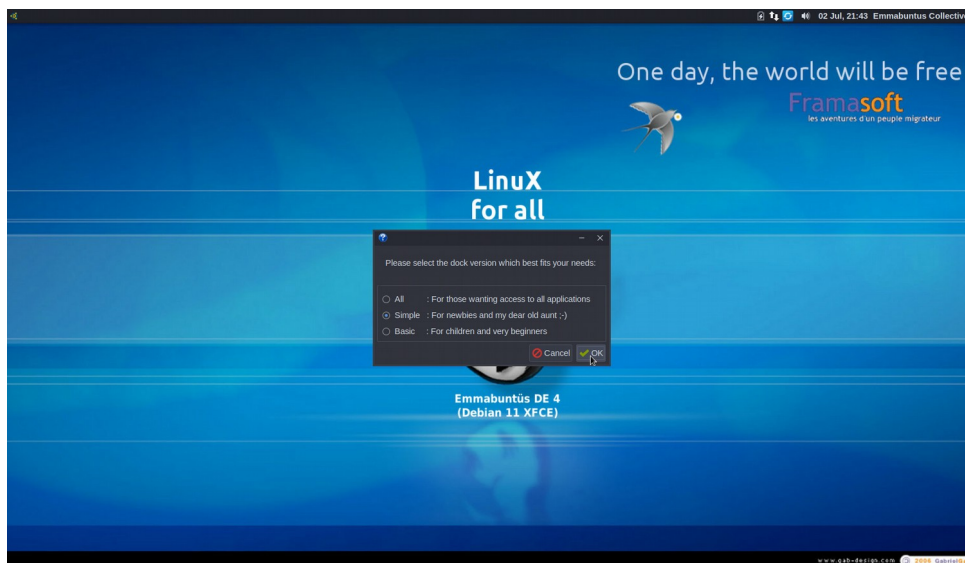 02 Jul, 21:43 Emmabuntus Collective
One day, the world will be free
Framasoft
les aventures d'un peuple migrateur
LinuX
for all
Please select the dock version which best fits your needs:
All : For those wanting access to all applications
Simple : For newbies and my dear old aunt ;-)
Basic : For children and very beginners
Cancel OK
Emmabuntüs DE 4
(Debian 11 XFCE)
www.gab-design.com 2006